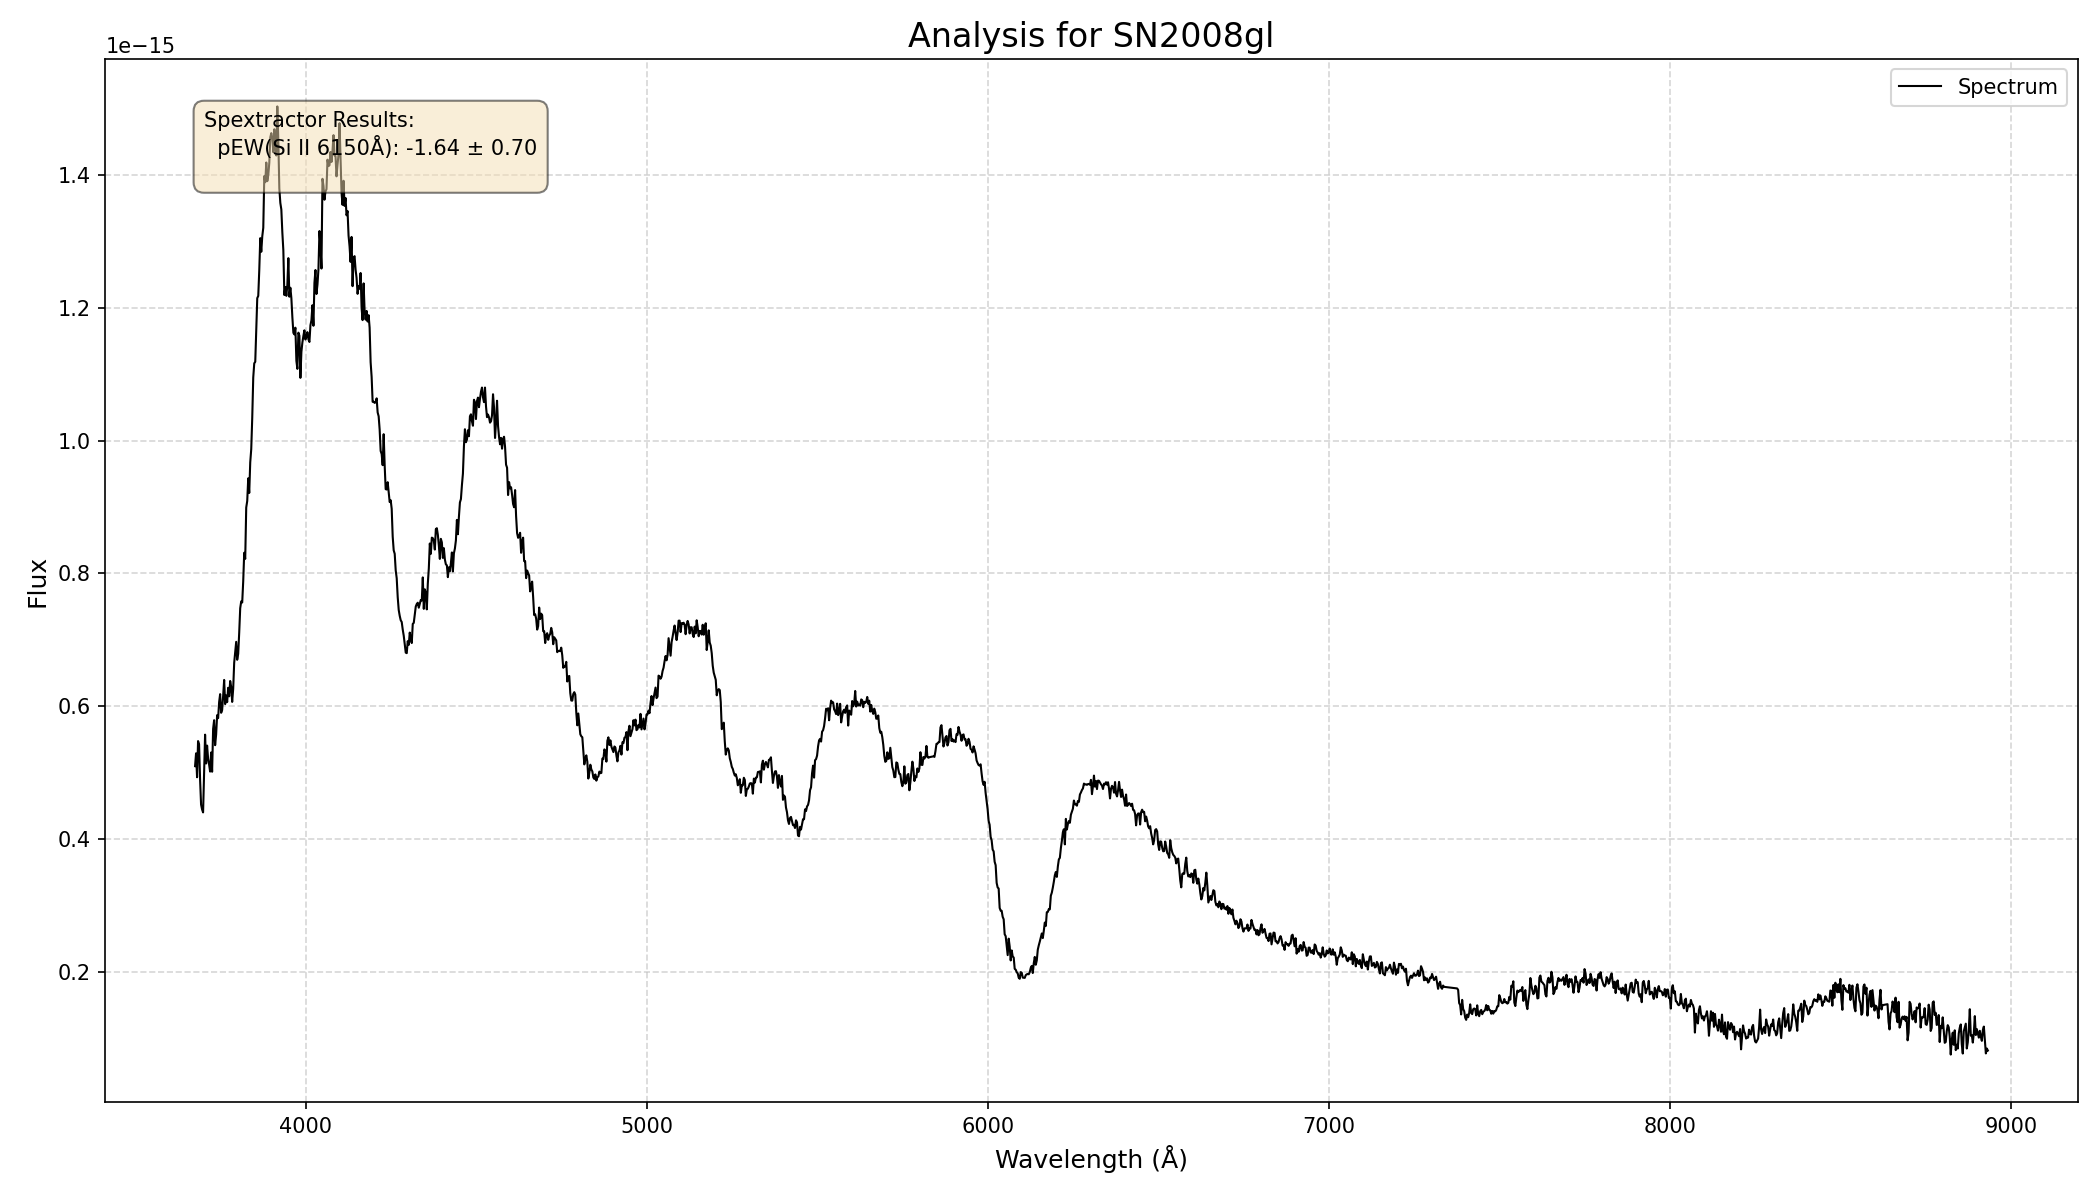 Analysis for SN2008gl
1e−15
Spectrum
Spextractor Results:
pEW(Si II 6150Å): -1.64 ± 0.70
1.4
1.2
1.0
0.8
0.6
0.4
0.2
Flux
4000 5000 6000 7000 8000 9000
Wavelength (Å)